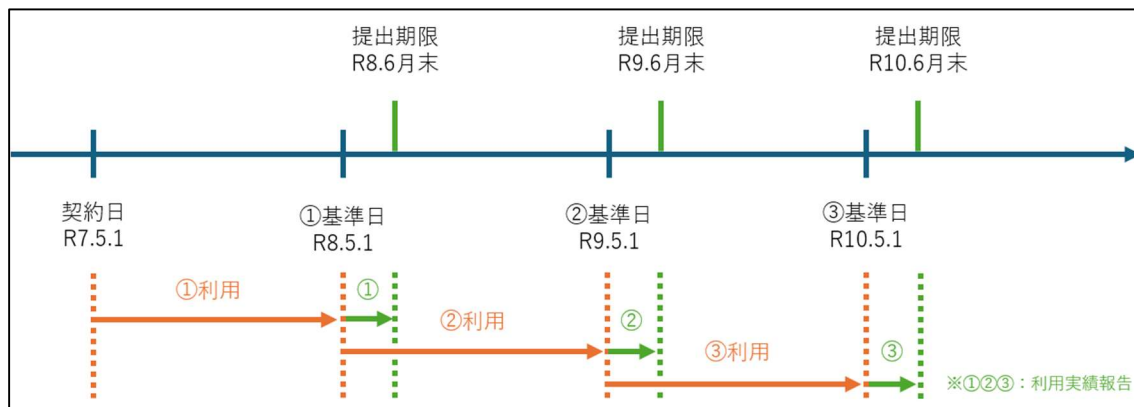 提出期限
R8.6月末
提出期限
R9.6月末
提出期限
R10.6月末
契約日
R7.5.1
①基準日
R8.5.1
②基準日
R9.5.1
③基準日
R10.5.1
①利用
①
②利用
②
③利用
③
※①②③：利用実績報告